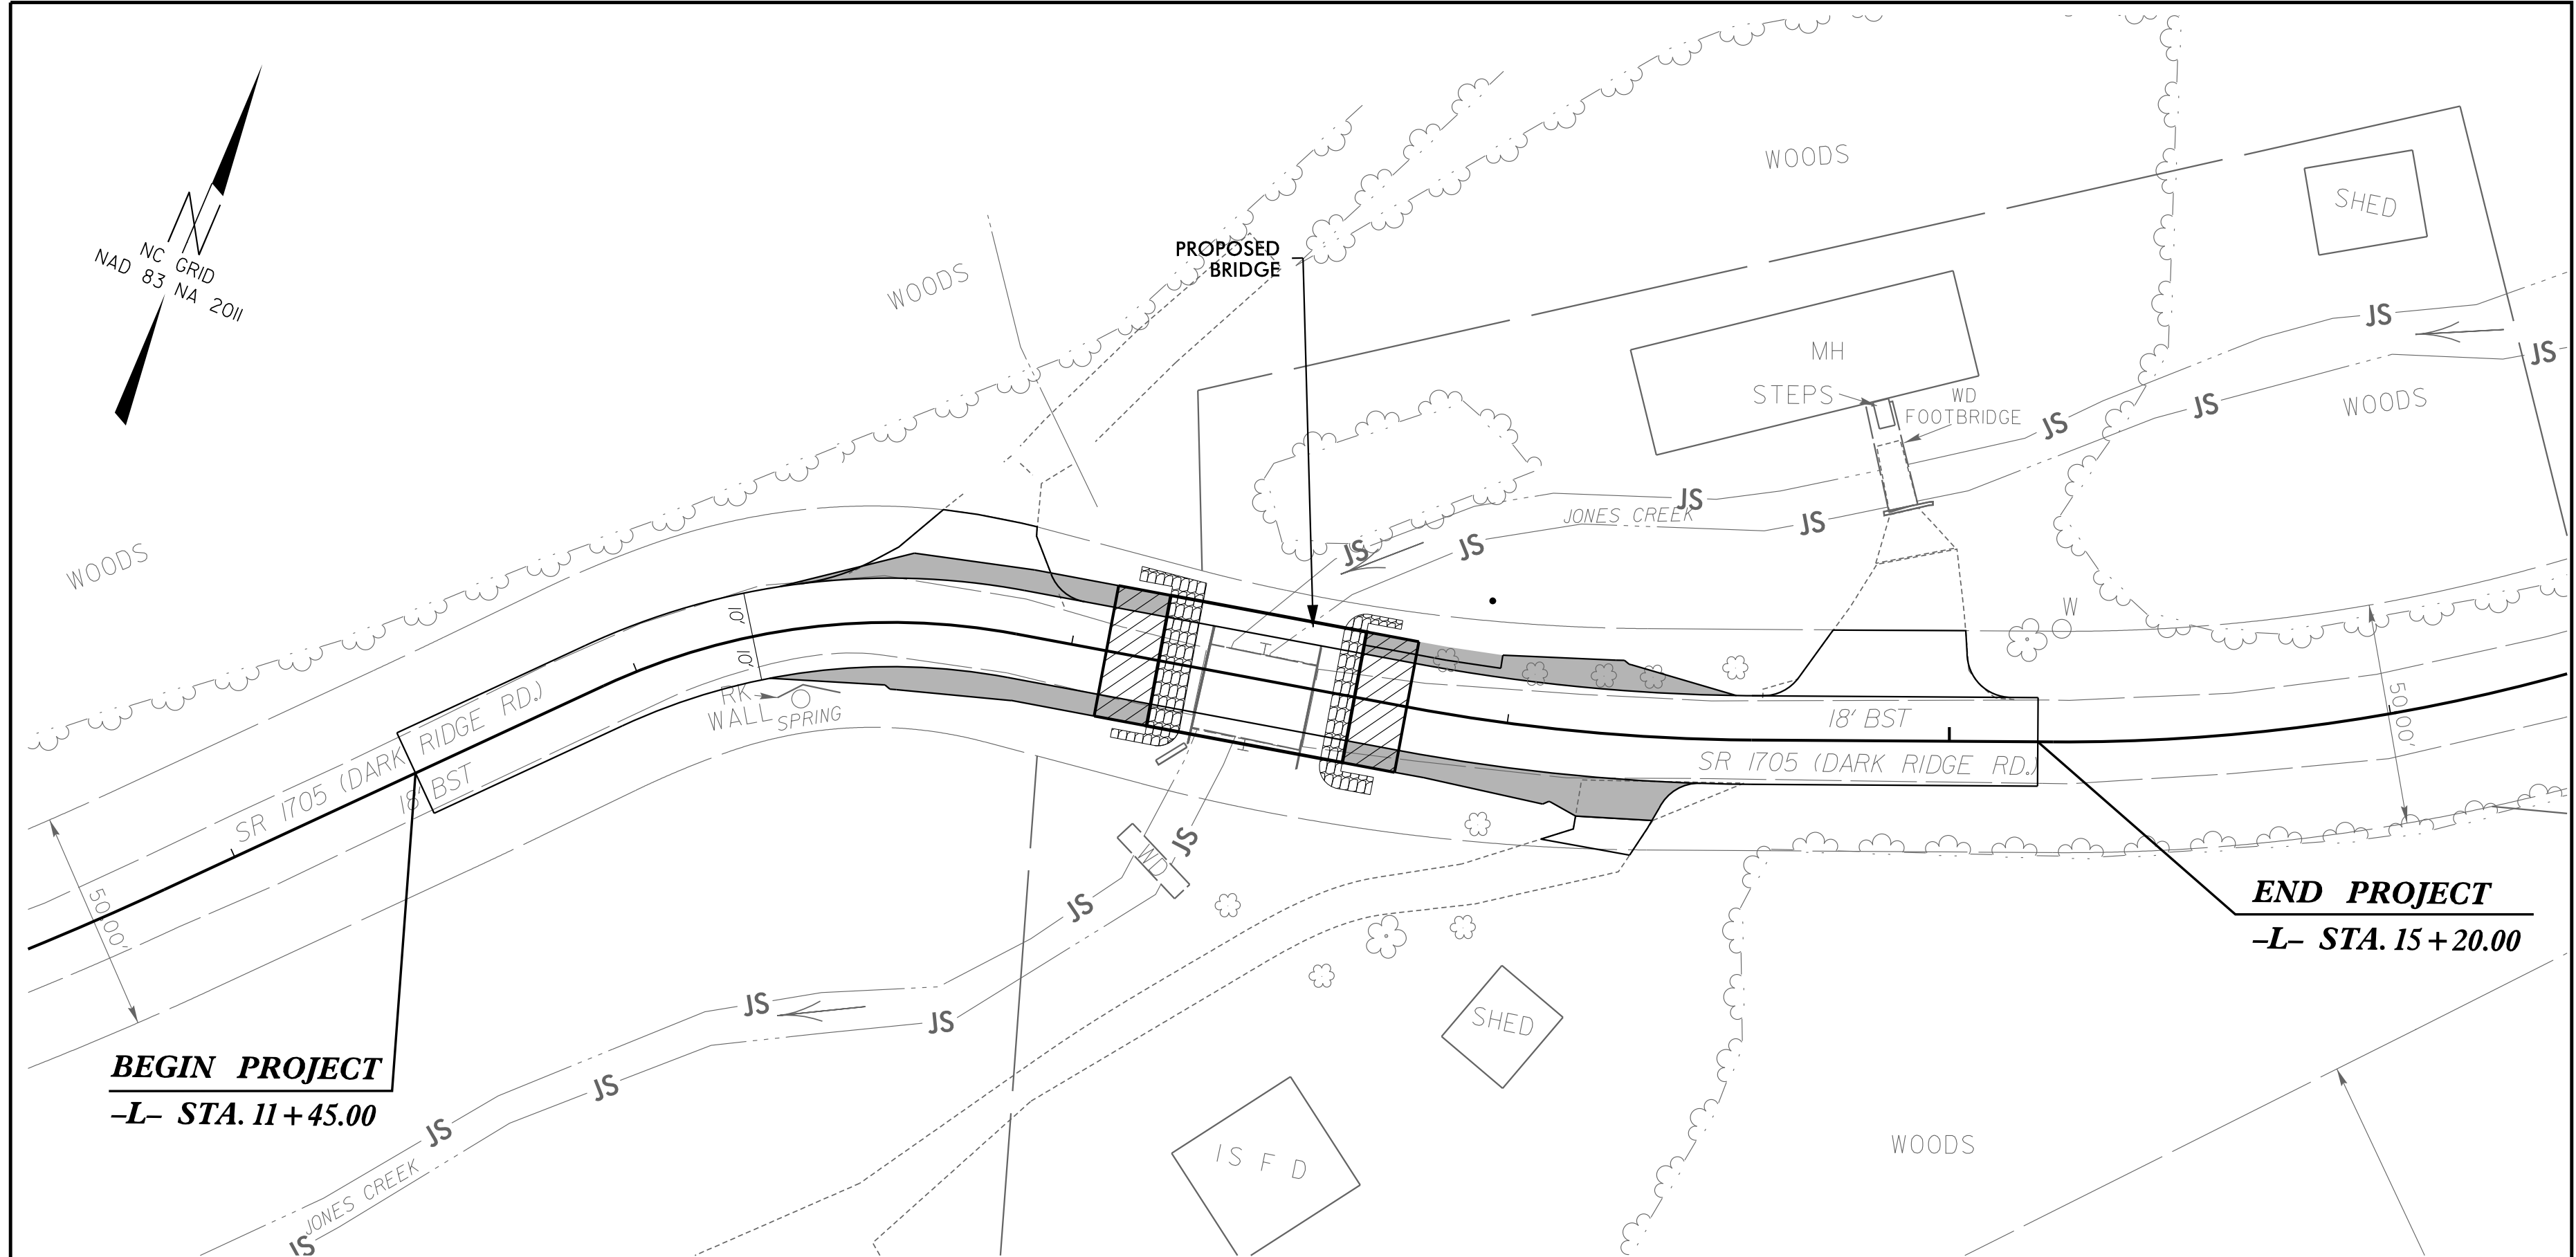 NC GRID
NAD 83 NA 2011
WOODS
WOODS
WOODS
WOODS
WOODS
PROPOSED
BRIDGE
SHED
MH
STEPS
WD
FOOTBRIDGE
JS
JS
JS
JS
JS
JONES CREEK
JS
JS
JS
W
10'
10'
RK
WALL
SPRING
SR 1705 (DARK RIDGE RD.)
18' BST
18' BST
SR 1705 (DARK RIDGE RD.)
50.00'
50.00'
WD
JS
JS
JS
JS
JS
JS
JONES CREEK
JS
SHED
ISFD
BEGIN PROJECT
–L– STA. 11+45.00
END PROJECT
–L– STA. 15+20.00